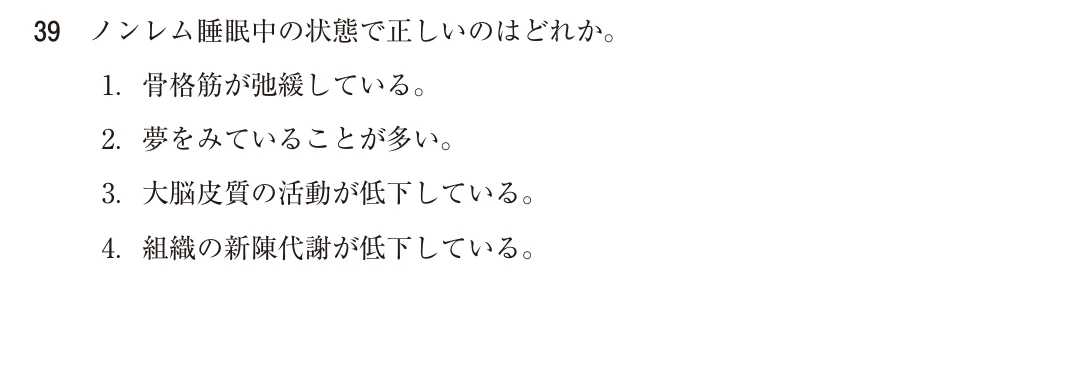 39 ノンレム睡眠中の状態で正しいのはどれか。
1. 骨格筋が弛緩している。
2. 夢をみていることが多い。
3. 大脳皮質の活動が低下している。
4. 組織の新陳代謝が低下している。